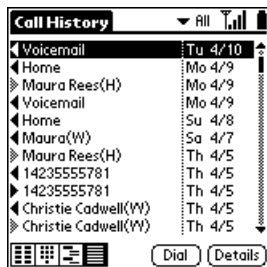 Call History All
Voicemail Tu 4/10
Home Mo 4/9
Maura Rees(H) Mo 4/9
Voicemail Mo 4/9
Home Su 4/8
Maura(W) Sa 4/7
Maura Rees(H) Th 4/5
14235555781 Th 4/5
14235555781 Th 4/5
Christie Cadwell(W) Th 4/5
Christie Cadwell(W) Th 4/5
Dial Details